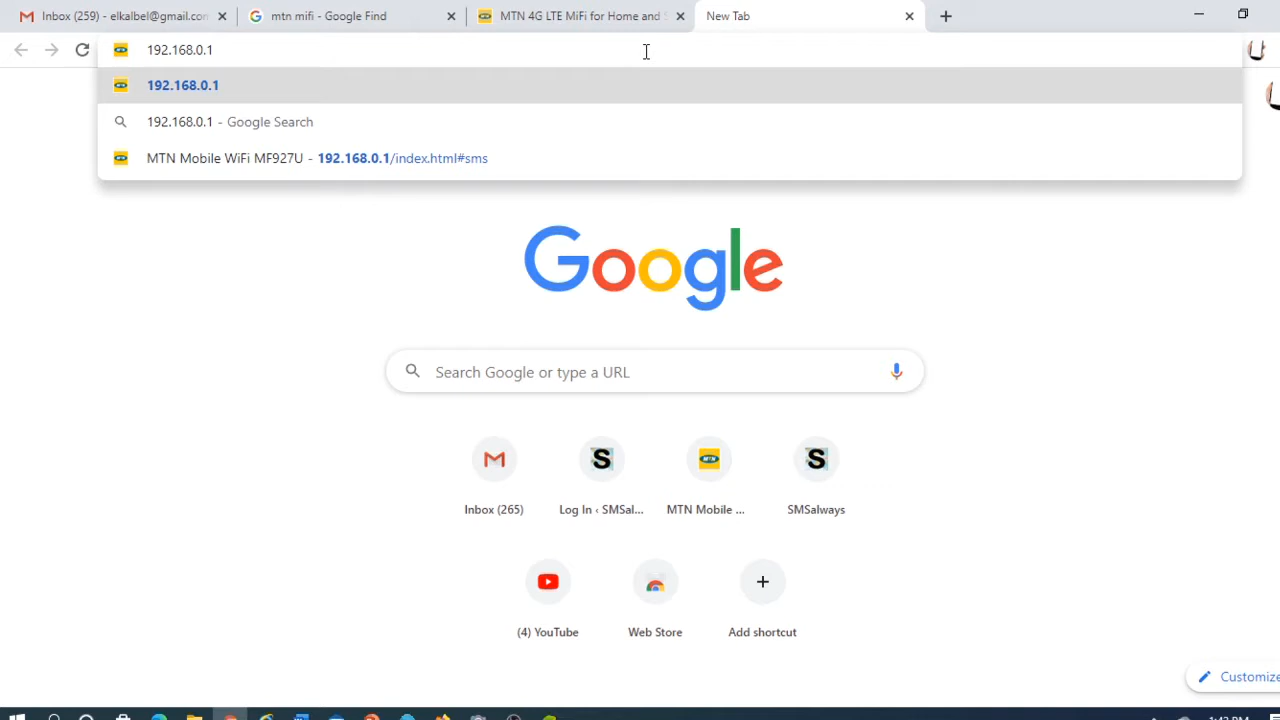 Inbox (259) - elkalbel@gmail.com
mtn mifi - Google Find
MTN 4G LTE MiFi for Home and
New Tab
192.168.0.1
192.168.0.1
192.168.0.1 - Google Search
MTN Mobile WiFi MF927U - 192.168.0.1/index.html#sms
Google
Search Google or type a URL
Inbox (265)
Log In ‹ SMSal...
MTN Mobile ...
SMSalways
(4) YouTube
Web Store
Add shortcut
Customize